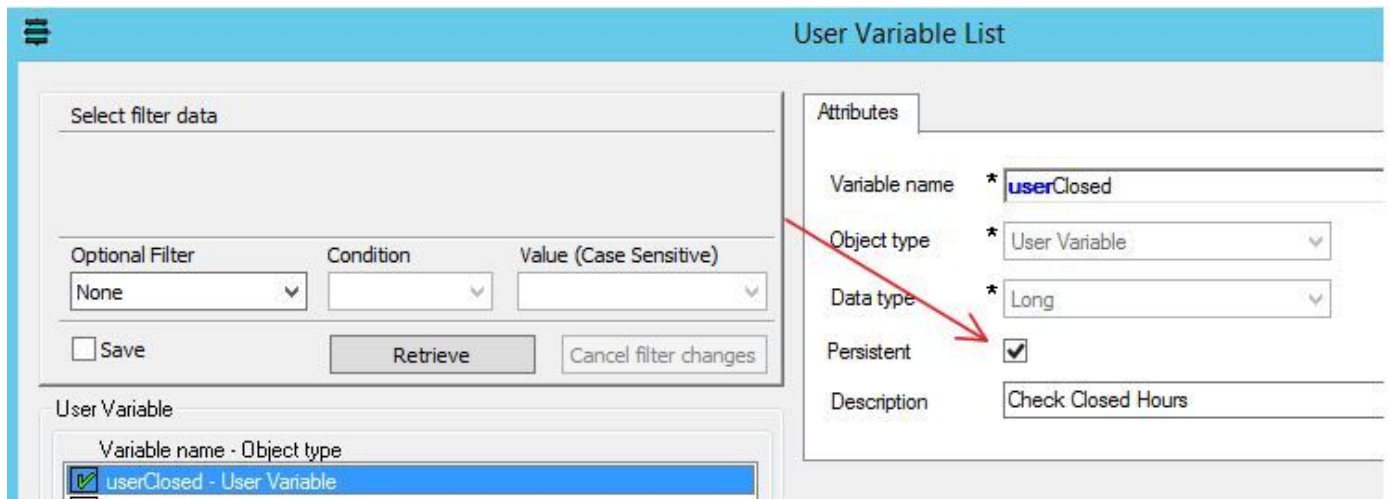 User Variable List
Select filter data
Optional Filter Condition Value (Case Sensitive)
None
Save Retrieve Cancel filter changes
User Variable
Variable name - Object type
userClosed - User Variable
Attributes
Variable name * userClosed
Object type * User Variable
Data type * Long
Persistent
Description Check Closed Hours